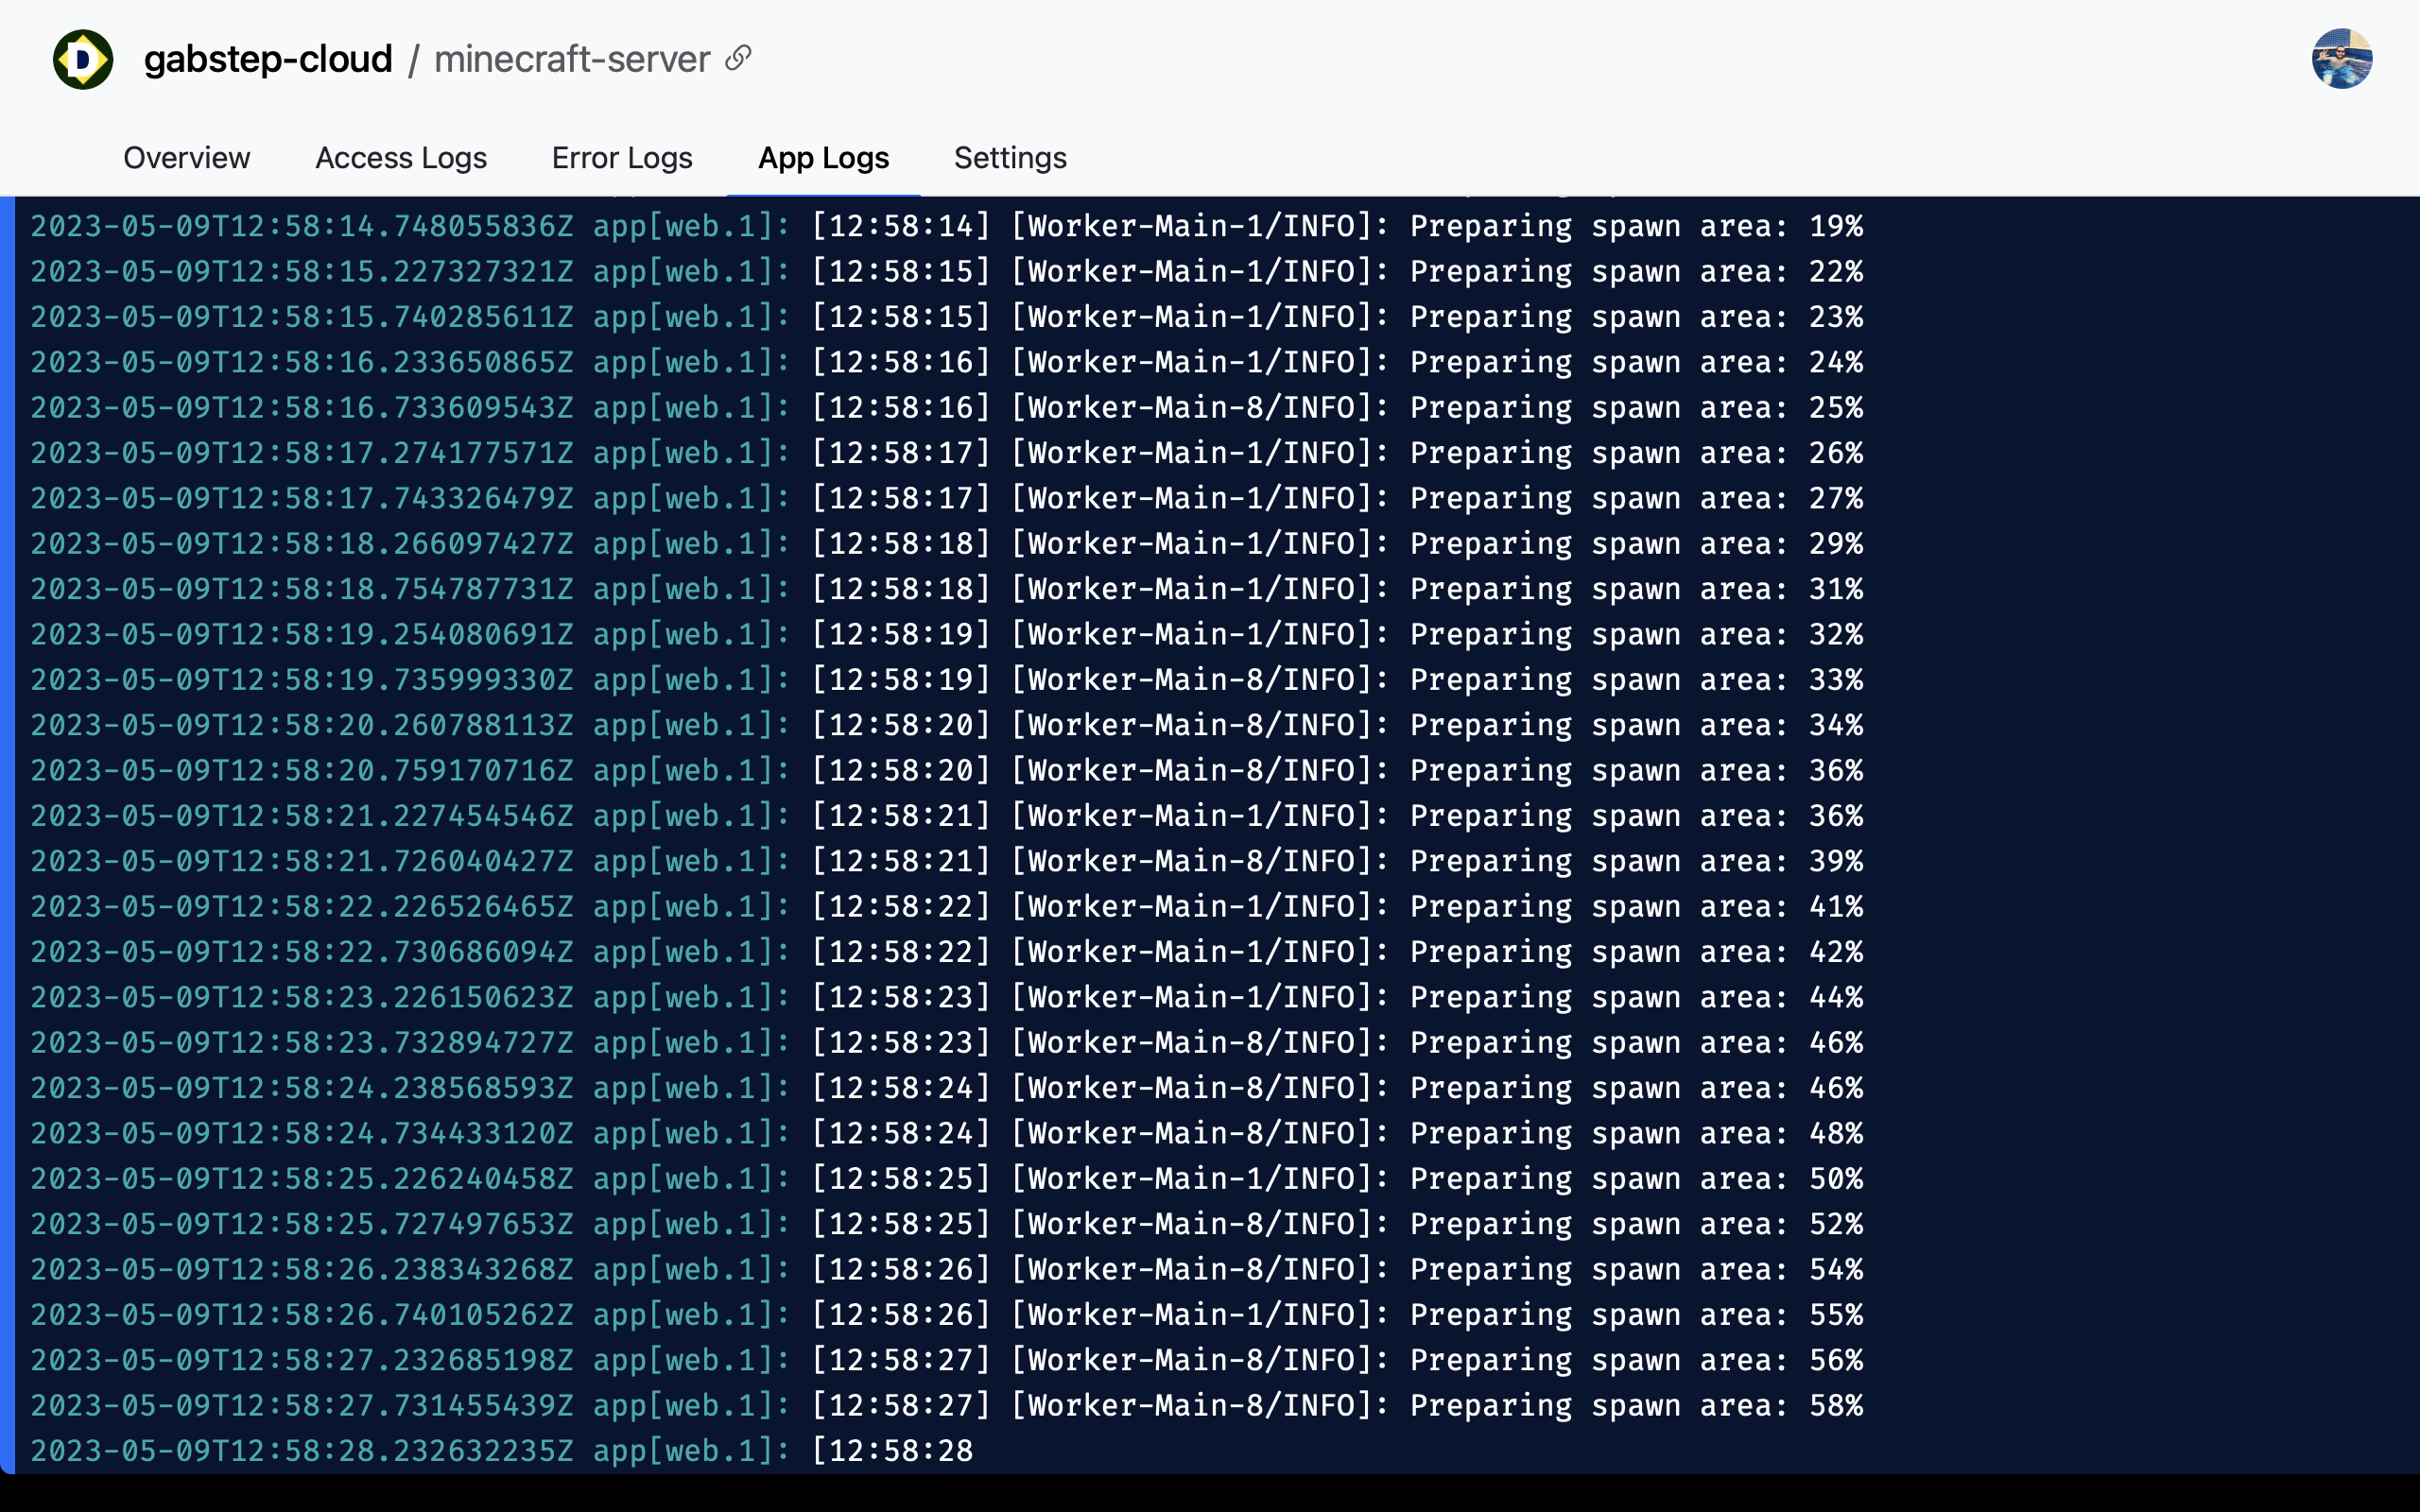 D gabstep-cloud / minecraft-server
Overview Access Logs Error Logs App Logs Settings
2023-05-09T12:58:14.748055836Z app[web.1]: [12:58:14] [Worker-Main-1/INFO]: Preparing spawn area: 19%
2023-05-09T12:58:15.227327321Z app[web.1]: [12:58:15] [Worker-Main-1/INFO]: Preparing spawn area: 22%
2023-05-09T12:58:15.740285611Z app[web.1]: [12:58:15] [Worker-Main-1/INFO]: Preparing spawn area: 23%
2023-05-09T12:58:16.233650865Z app[web.1]: [12:58:16] [Worker-Main-1/INFO]: Preparing spawn area: 24%
2023-05-09T12:58:16.733609543Z app[web.1]: [12:58:16] [Worker-Main-8/INFO]: Preparing spawn area: 25%
2023-05-09T12:58:17.274177571Z app[web.1]: [12:58:17] [Worker-Main-1/INFO]: Preparing spawn area: 26%
2023-05-09T12:58:17.743326479Z app[web.1]: [12:58:17] [Worker-Main-1/INFO]: Preparing spawn area: 27%
2023-05-09T12:58:18.266097427Z app[web.1]: [12:58:18] [Worker-Main-1/INFO]: Preparing spawn area: 29%
2023-05-09T12:58:18.754787731Z app[web.1]: [12:58:18] [Worker-Main-1/INFO]: Preparing spawn area: 31%
2023-05-09T12:58:19.254080691Z app[web.1]: [12:58:19] [Worker-Main-1/INFO]: Preparing spawn area: 32%
2023-05-09T12:58:19.735999330Z app[web.1]: [12:58:19] [Worker-Main-8/INFO]: Preparing spawn area: 33%
2023-05-09T12:58:20.260788113Z app[web.1]: [12:58:20] [Worker-Main-8/INFO]: Preparing spawn area: 34%
2023-05-09T12:58:20.759170716Z app[web.1]: [12:58:20] [Worker-Main-8/INFO]: Preparing spawn area: 36%
2023-05-09T12:58:21.227454546Z app[web.1]: [12:58:21] [Worker-Main-1/INFO]: Preparing spawn area: 36%
2023-05-09T12:58:21.726040427Z app[web.1]: [12:58:21] [Worker-Main-8/INFO]: Preparing spawn area: 39%
2023-05-09T12:58:22.226526465Z app[web.1]: [12:58:22] [Worker-Main-1/INFO]: Preparing spawn area: 41%
2023-05-09T12:58:22.730686094Z app[web.1]: [12:58:22] [Worker-Main-1/INFO]: Preparing spawn area: 42%
2023-05-09T12:58:23.226150623Z app[web.1]: [12:58:23] [Worker-Main-1/INFO]: Preparing spawn area: 44%
2023-05-09T12:58:23.732894727Z app[web.1]: [12:58:23] [Worker-Main-8/INFO]: Preparing spawn area: 46%
2023-05-09T12:58:24.238568593Z app[web.1]: [12:58:24] [Worker-Main-8/INFO]: Preparing spawn area: 46%
2023-05-09T12:58:24.734433120Z app[web.1]: [12:58:24] [Worker-Main-8/INFO]: Preparing spawn area: 48%
2023-05-09T12:58:25.226240458Z app[web.1]: [12:58:25] [Worker-Main-1/INFO]: Preparing spawn area: 50%
2023-05-09T12:58:25.727497653Z app[web.1]: [12:58:25] [Worker-Main-8/INFO]: Preparing spawn area: 52%
2023-05-09T12:58:26.238343268Z app[web.1]: [12:58:26] [Worker-Main-8/INFO]: Preparing spawn area: 54%
2023-05-09T12:58:26.740105262Z app[web.1]: [12:58:26] [Worker-Main-1/INFO]: Preparing spawn area: 55%
2023-05-09T12:58:27.232685198Z app[web.1]: [12:58:27] [Worker-Main-8/INFO]: Preparing spawn area: 56%
2023-05-09T12:58:27.731455439Z app[web.1]: [12:58:27] [Worker-Main-8/INFO]: Preparing spawn area: 58%
2023-05-09T12:58:28.232632235Z app[web.1]: [12:58:28